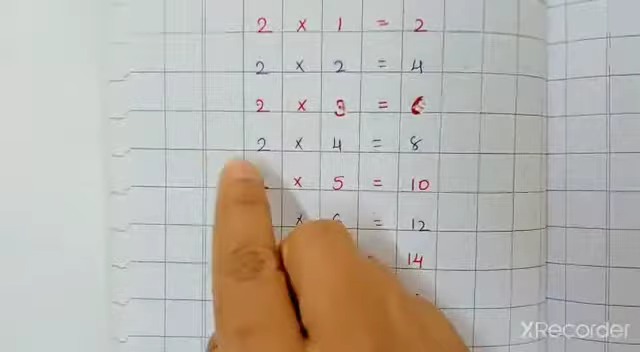 2 × 1 = 2
2 × 2 = 4
2 × 3 = 6
2 × 4 = 8
× 5 = 10
× = 12
14
XRecorder